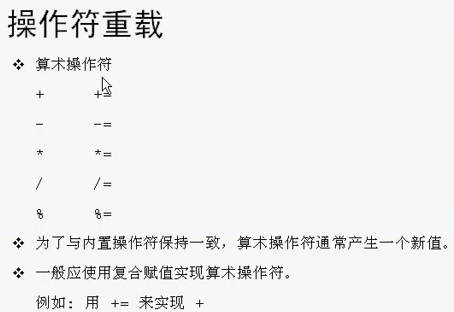 操作符重载
❖ 算术操作符
+ +=
- -=
* *=
/ /=
% %=
❖ 为了与内置操作符保持一致，算术操作符通常产生一个新值。
❖ 一般应使用复合赋值实现算术操作符。
例如: 用 += 来实现 +